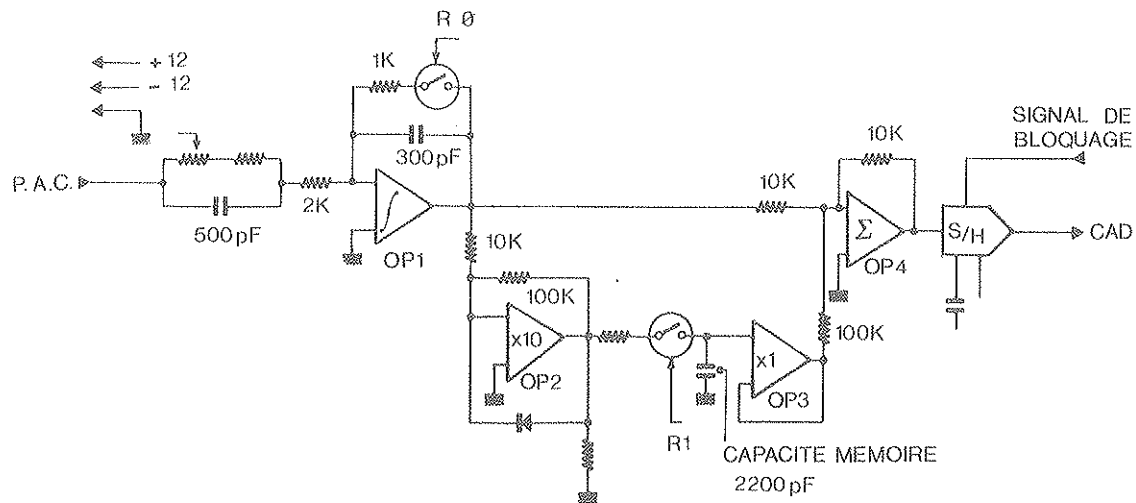 R Ø
+ 12
- 12
1K
SIGNAL DE
BLOQUAGE
10K
300pF
P.A.C.
10K
2K
500pF
∫
Σ
S/H
CAD
OP1
10K
OP4
100K
100K
x10
x1
OP2
OP3
R1
CAPACITE MEMOIRE
2200pF